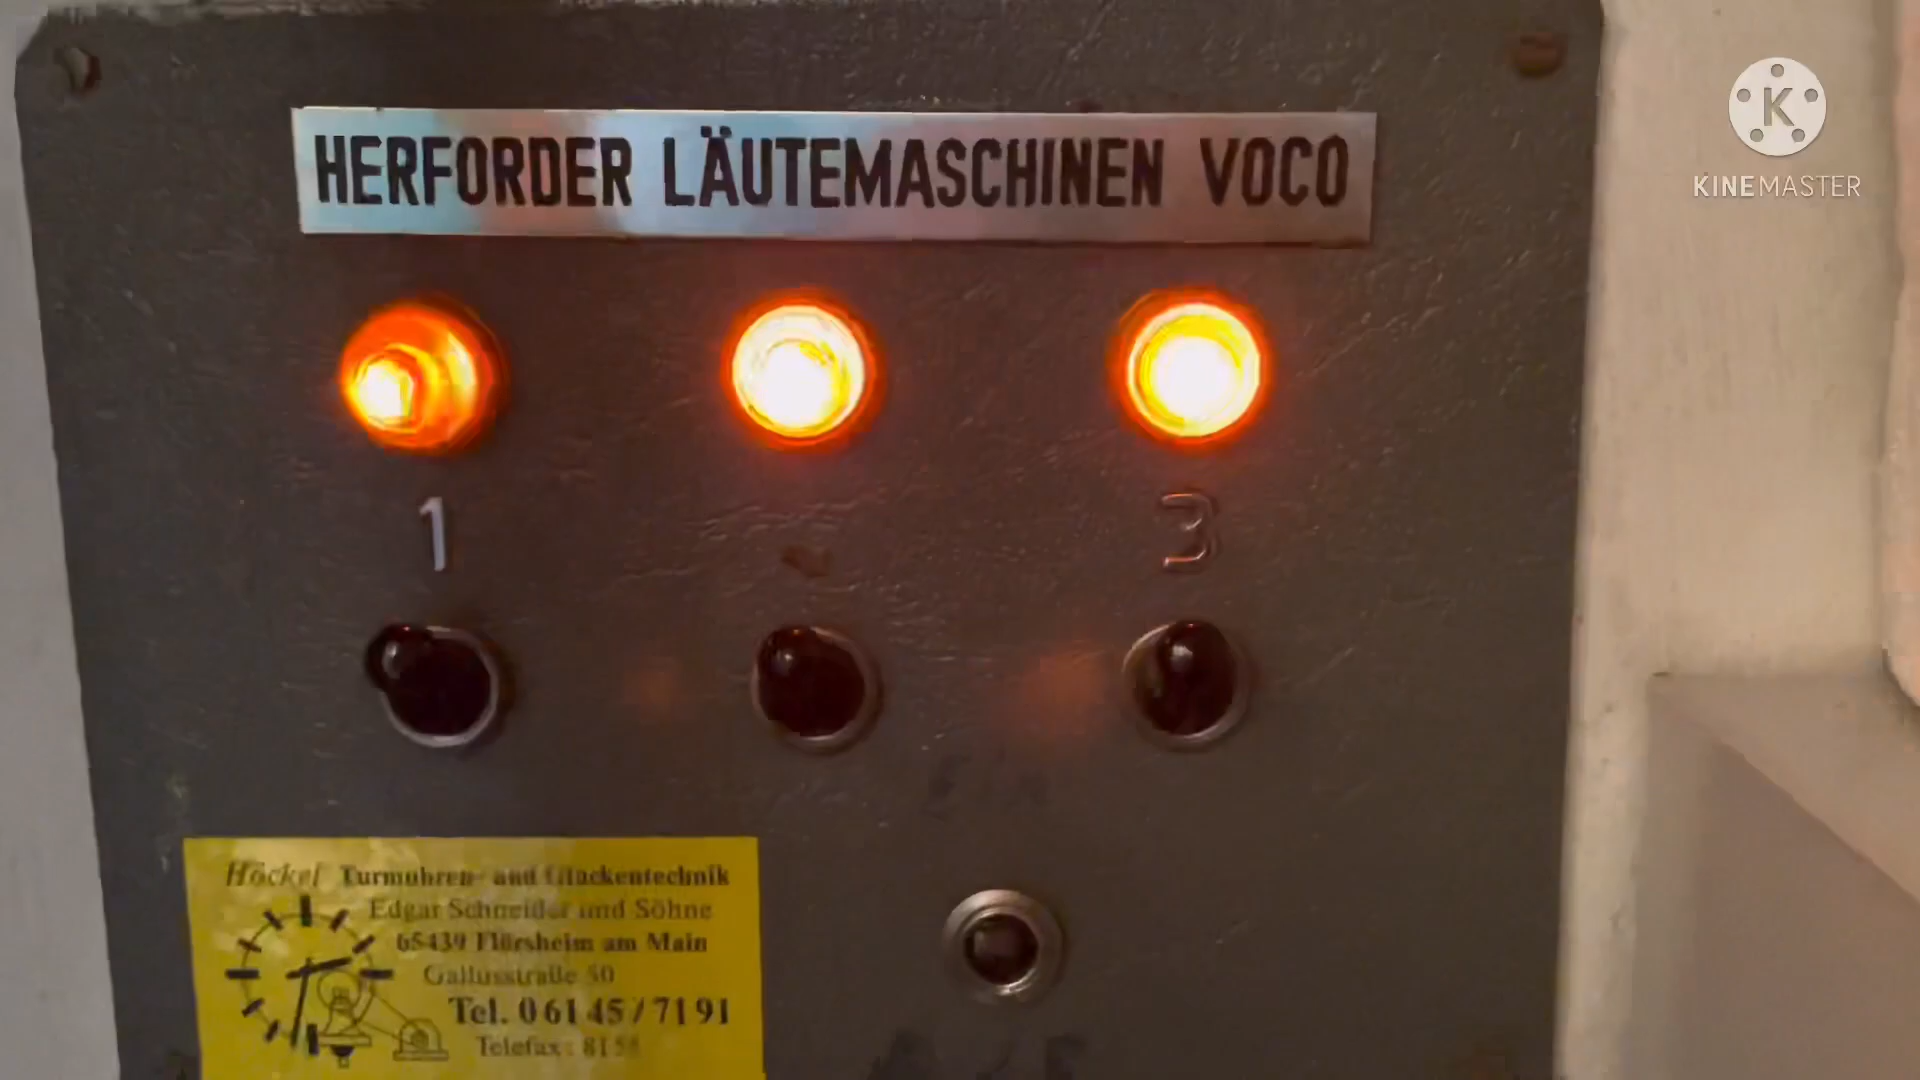 HERFORDER LÄUTEMASCHINEN VOCO
KINEMASTER
1
3
Höckel Turmuhren- und Glockentechnik
Edgar Schneider und Söhne
65439 Flörsheim am Main
Gallusstraße 50
Tel. 0 61 45 / 71 91
Telefax: